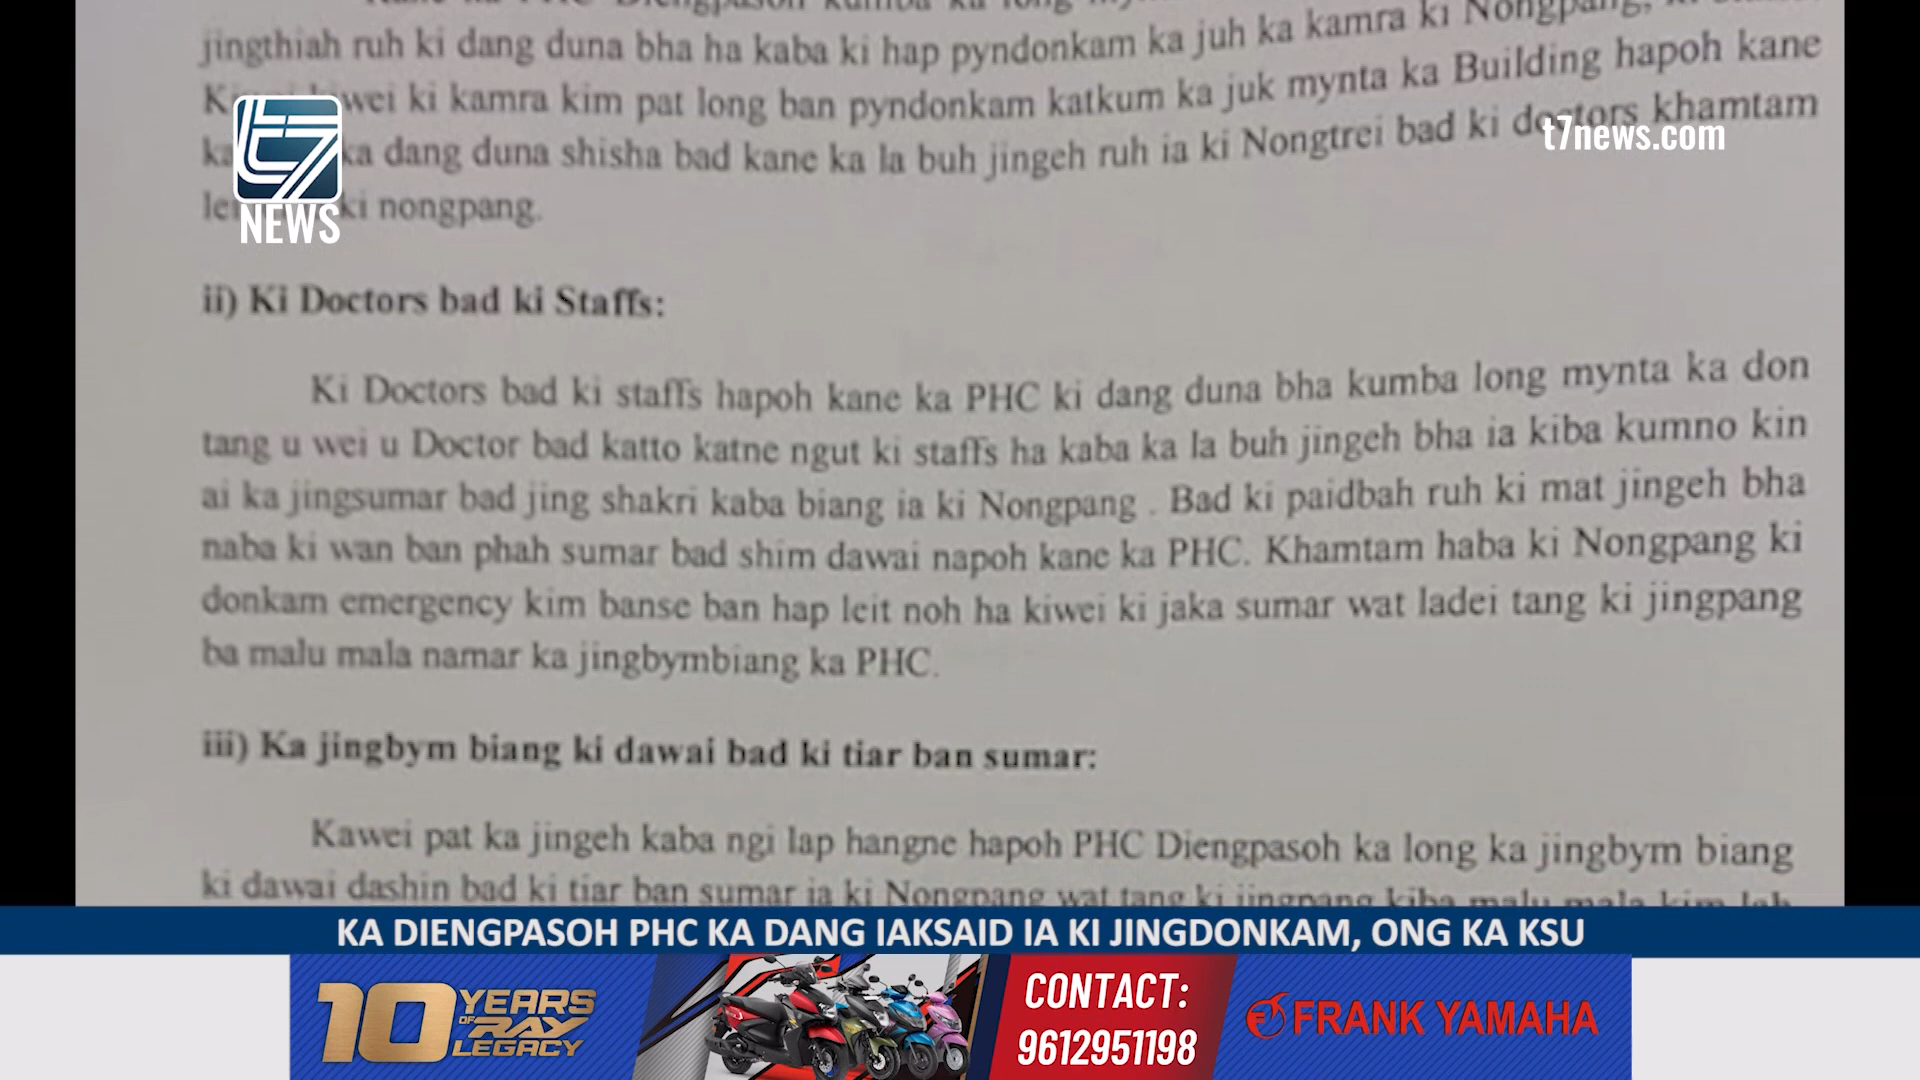 jingthiah ruh ki dang duna bha ha kaba ki hap pyndonkam ka juh ka kamra ki Nongpang,
wei ki kamra kim pat long ban pyndonkam katkum ka juk mynta ka Building hapoh kane
ka dang duna shisha bad kane ka la buh jingeh ruh ia ki Nongtrei bad ki doctors khamtam
ki nongpang.
t7 NEWS
t7news.com
ii) Ki Doctors bad ki Staffs:
Ki Doctors bad ki staffs hapoh kane ka PHC ki dang duna bha kumba long mynta ka don
tang u wei u Doctor bad katto katne ngut ki staffs ha kaba ka la buh jingeh bha ia kiba kumno kin
ai ka jingsumar bad jing shakri kaba biang ia ki Nongpang . Bad ki paidbah ruh ki mat jingeh bha
naba ki wan ban phah sumar bad shim dawai napoh kane ka PHC. Khamtam haba ki Nongpang ki
donkam emergency kim banse ban hap leit noh ha kiwei ki jaka sumar wat ladei tang ki jingpang
ba malu mala namar ka jingbymbiang ka PHC.
iii) Ka jingbym biang ki dawai bad ki tiar ban sumar:
Kawei pat ka jingeh kaba ngi lap hangne hapoh PHC Diengpasoh ka long ka jingbym biang
ki dawai dashin bad ki tiar ban sumar ia ki Nongpang wat tang ki jingpang kiba malu mala kim lah
KA DIENGPASOH PHC KA DANG IAKSAID IA KI JINGDONKAM, ONG KA KSU
10 YEARS OF RAY LEGACY
CONTACT:
9612951198
FRANK YAMAHA